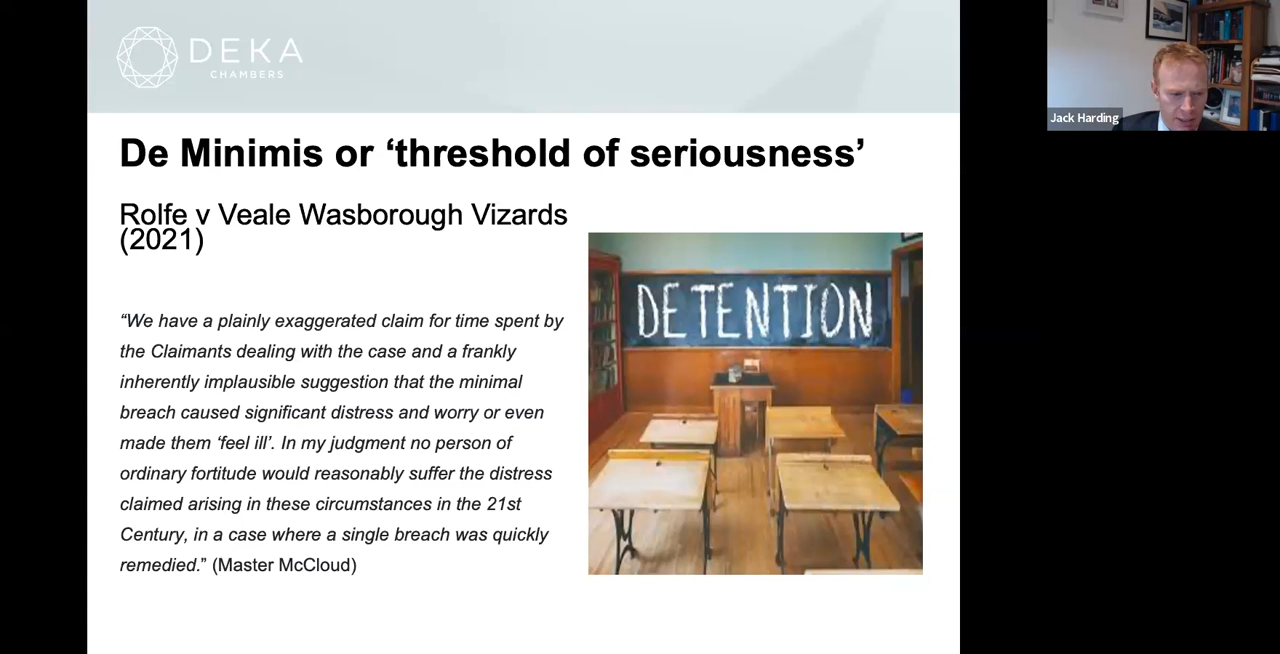 DEKA
CHAMBERS
Jack Harding
De Minimis or ‘threshold of seriousness’
Rolfe v Veale Wasborough Vizards
(2021)
DETENTION
“We have a plainly exaggerated claim for time spent by
the Claimants dealing with the case and a frankly
inherently implausible suggestion that the minimal
breach caused significant distress and worry or even
made them ‘feel ill’. In my judgment no person of
ordinary fortitude would reasonably suffer the distress
claimed arising in these circumstances in the 21st
Century, in a case where a single breach was quickly
remedied.” (Master McCloud)